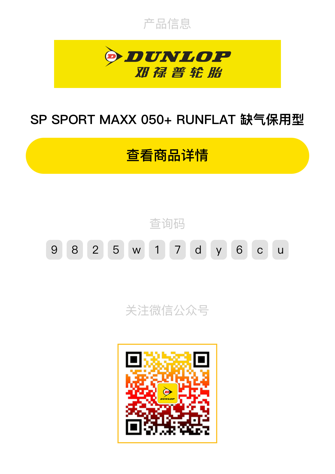 产品信息
DUNLOP
邓禄普轮胎
SP SPORT MAXX 050+ RUNFLAT 缺气保用型
查看商品详情
查询码
9 8 2 5 w 1 7 d y 6 c u
关注微信公众号